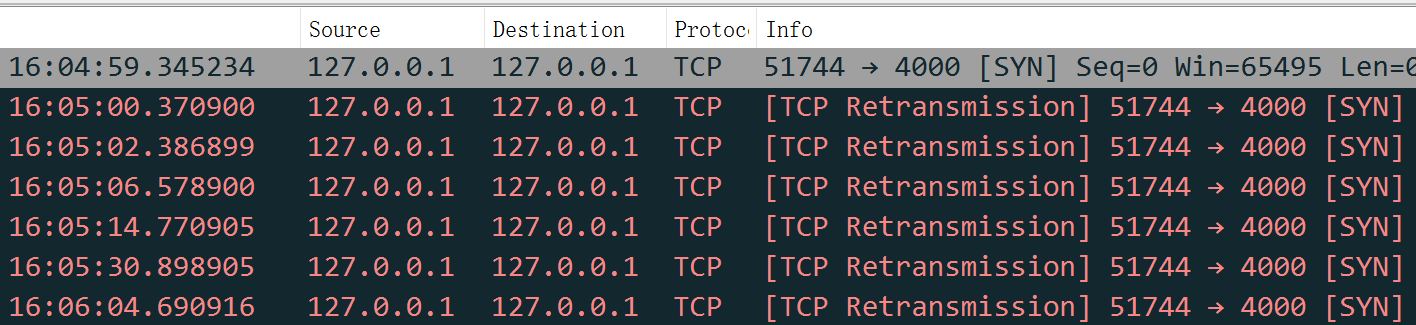 Source Destination Protoc Info
16:04:59.345234 127.0.0.1 127.0.0.1 TCP 51744 → 4000 [SYN] Seq=0 Win=65495 Len=0
16:05:00.370900 127.0.0.1 127.0.0.1 TCP [TCP Retransmission] 51744 → 4000 [SYN]
16:05:02.386899 127.0.0.1 127.0.0.1 TCP [TCP Retransmission] 51744 → 4000 [SYN]
16:05:06.578900 127.0.0.1 127.0.0.1 TCP [TCP Retransmission] 51744 → 4000 [SYN]
16:05:14.770905 127.0.0.1 127.0.0.1 TCP [TCP Retransmission] 51744 → 4000 [SYN]
16:05:30.898905 127.0.0.1 127.0.0.1 TCP [TCP Retransmission] 51744 → 4000 [SYN]
16:06:04.690916 127.0.0.1 127.0.0.1 TCP [TCP Retransmission] 51744 → 4000 [SYN]